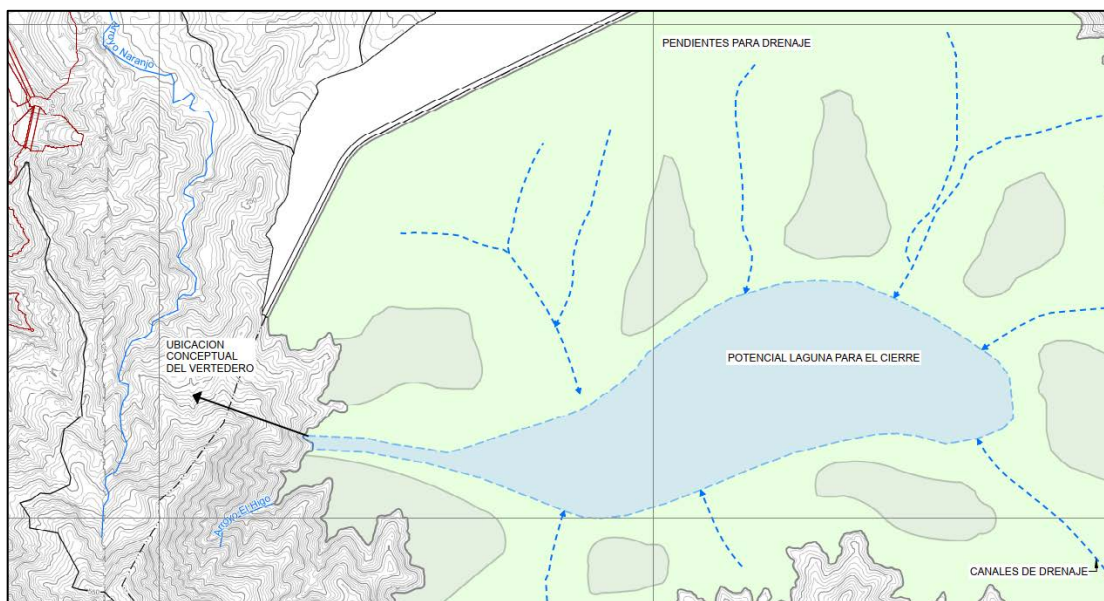 Arroyo Naranjo
PENDIENTES PARA DRENAJE
UBICACION
CONCEPTUAL
DEL VERTEDERO
POTENCIAL LAGUNA PARA EL CIERRE
Arroyo El Higo
CANALES DE DRENAJE